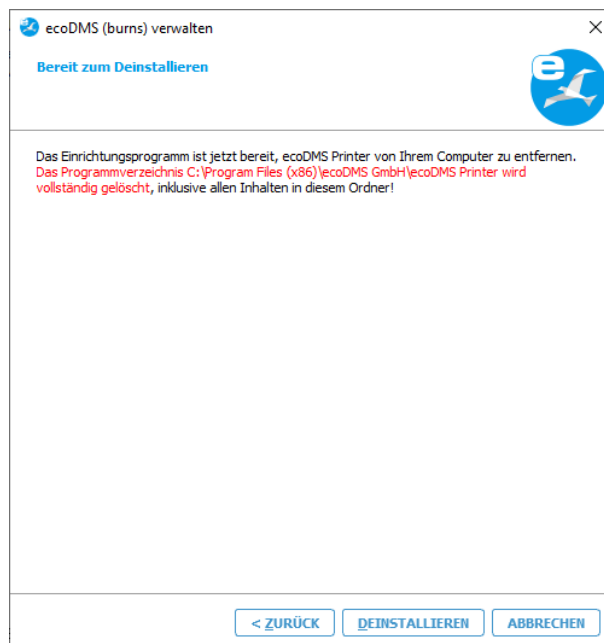 ecoDMS (burns) verwalten
Bereit zum Deinstallieren
e
Das Einrichtungsprogramm ist jetzt bereit, ecoDMS Printer von Ihrem Computer zu entfernen.
Das Programmverzeichnis C:\Program Files (x86)\ecoDMS GmbH\ecoDMS Printer wird
vollständig gelöscht, inklusive allen Inhalten in diesem Ordner!
< ZURÜCK DEINSTALLIEREN ABBRECHEN